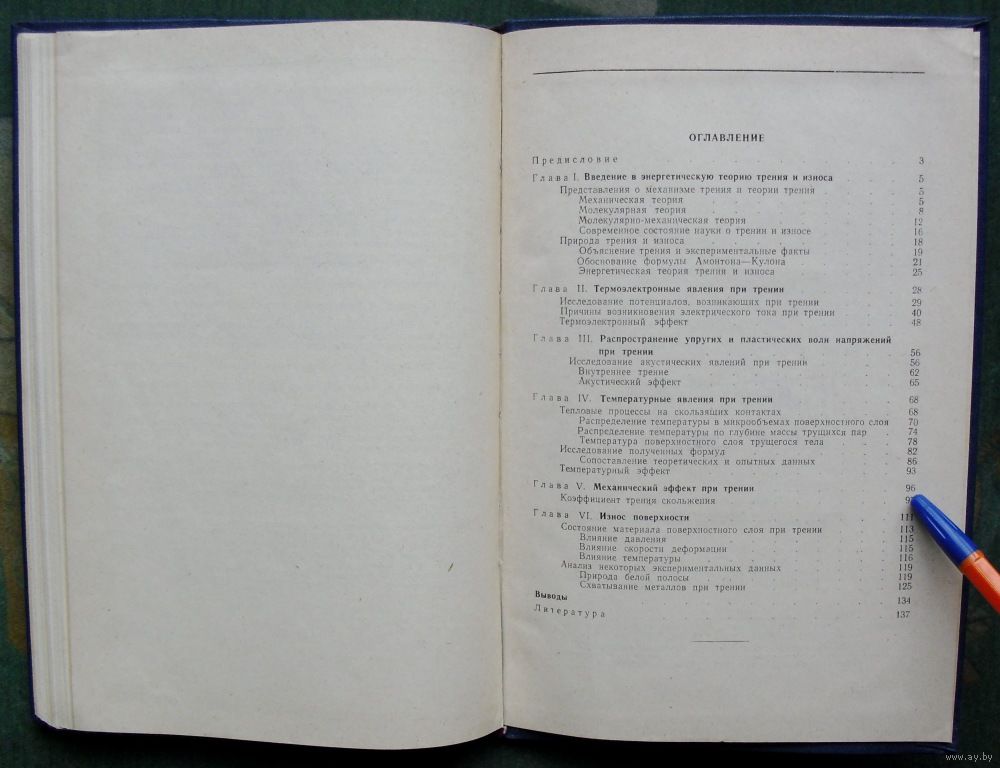 ОГЛАВЛЕНИЕ
Предисловие 3
Глава I. Введение в энергетическую теорию трения и износа 5
Представления о механизме трения и теории трения 5
Механическая теория 5
Молекулярная теория 8
Молекулярно-механическая теория 12
Современное состояние науки о трении и износе 16
Природа трения и износа 18
Объяснение трения и экспериментальные факты 19
Обоснование формулы Амонтона—Кулона 21
Энергетическая теория трения и износа 25
Глава II. Термоэлектронные явления при трении 28
Исследование потенциалов, возникающих при трении 29
Причины возникновения электрического тока при трении 40
Термоэлектронный эффект 48
Глава III. Распространение упругих и пластических волн напряжений
при трении 56
Исследование акустических явлений при трении 56
Внутреннее трение 62
Акустический эффект 65
Глава IV. Температурные явления при трении 68
Тепловые процессы на скользящих контактах 68
Распределение температуры в микрообъемах поверхностного слоя 70
Распределение температуры по глубине массы трущихся пар 74
Температура поверхностного слоя трущегося тела 78
Исследование полученных формул 82
Сопоставление теоретических и опытных данных 86
Температурный эффект 93
Глава V. Механический эффект при трении 96
Коэффициент трения скольжения
Глава VI. Износ поверхности 111
Состояние материала поверхностного слоя при трении 113
Влияние давления 115
Влияние скорости деформации 115
Влияние температуры 116
Анализ некоторых экспериментальных данных 119
Природа белой полосы 119
Схватывание металлов при трении 125
Выводы 134
Литература 137
www.ay.by